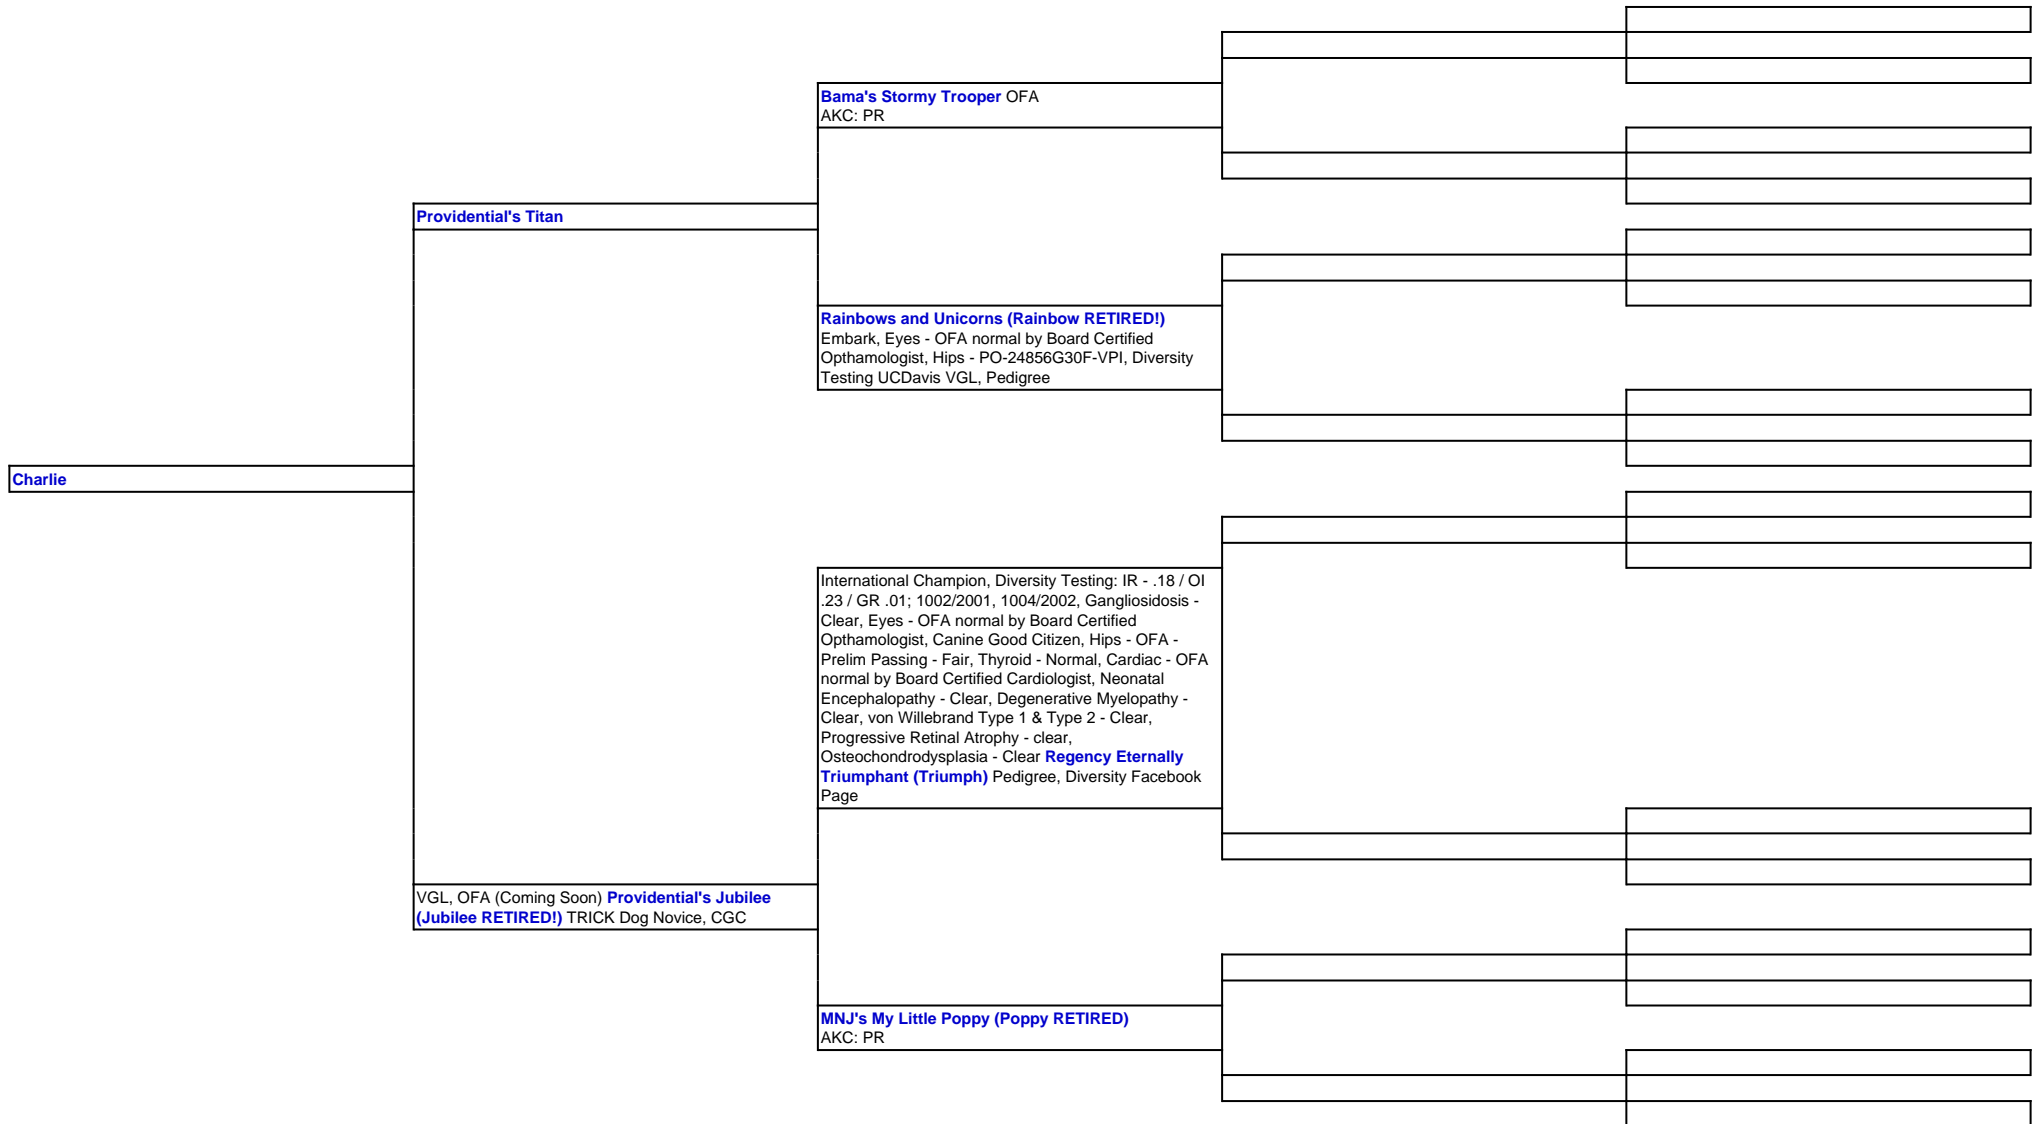 Bama's Stormy Trooper OFA
AKC: PR
Providential's Titan
Rainbows and Unicorns (Rainbow RETIRED!)
Embark, Eyes - OFA normal by Board Certified
Opthamologist, Hips - PO-24856G30F-VPI, Diversity
Testing UCDavis VGL, Pedigree
Charlie
International Champion, Diversity Testing: IR - .18 / OI
.23 / GR .01; 1002/2001, 1004/2002, Gangliosidosis -
Clear, Eyes - OFA normal by Board Certified
Opthamologist, Canine Good Citizen, Hips - OFA -
Prelim Passing - Fair, Thyroid - Normal, Cardiac - OFA
normal by Board Certified Cardiologist, Neonatal
Encephalopathy - Clear, Degenerative Myelopathy -
Clear, von Willebrand Type 1 & Type 2 - Clear,
Progressive Retinal Atrophy - clear,
Osteochondrodysplasia - Clear Regency Eternally
Triumphant (Triumph) Pedigree, Diversity Facebook
Page
VGL, OFA (Coming Soon) Providential's Jubilee
(Jubilee RETIRED!) TRICK Dog Novice, CGC
MNJ's My Little Poppy (Poppy RETIRED)
AKC: PR